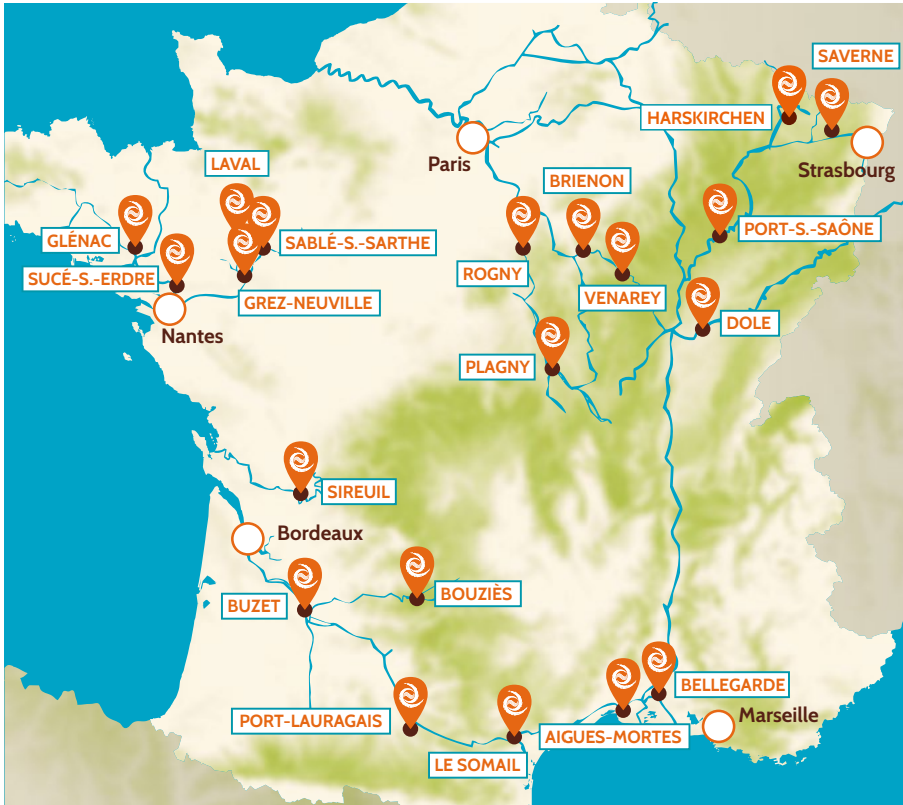 SAVERNE
HARSKIRCHEN
Paris
Strasbourg
LAVAL
BRIENON
GLÉNAC
SABLÉ-S.-SARTHE
PORT-S.-SAÔNE
SUCÉ-S.-ERDRE
ROGNY
GREZ-NEUVILLE
VENAREY
Nantes
DOLE
PLAGNY
SIREUIL
Bordeaux
BUZET
BOUZIÈS
BELLEGARDE
PORT-LAURAGAIS
Marseille
AIGUES-MORTES
LE SOMAIL